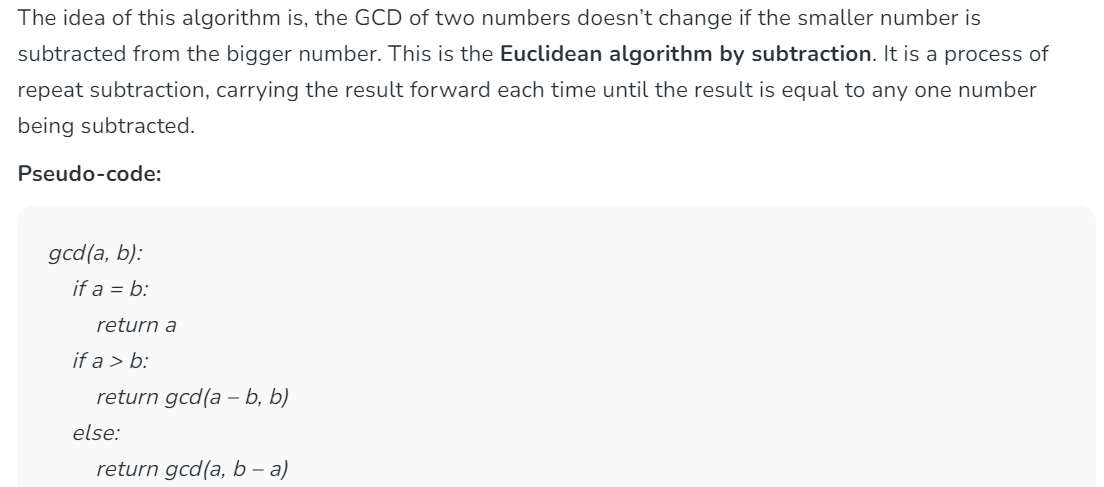 The idea of this algorithm is, the GCD of two numbers doesn’t change if the smaller number is
subtracted from the bigger number. This is the Euclidean algorithm by subtraction. It is a process of
repeat subtraction, carrying the result forward each time until the result is equal to any one number
being subtracted.
Pseudo-code:
gcd(a, b):
if a = b:
return a
if a > b:
return gcd(a – b, b)
else:
return gcd(a, b – a)